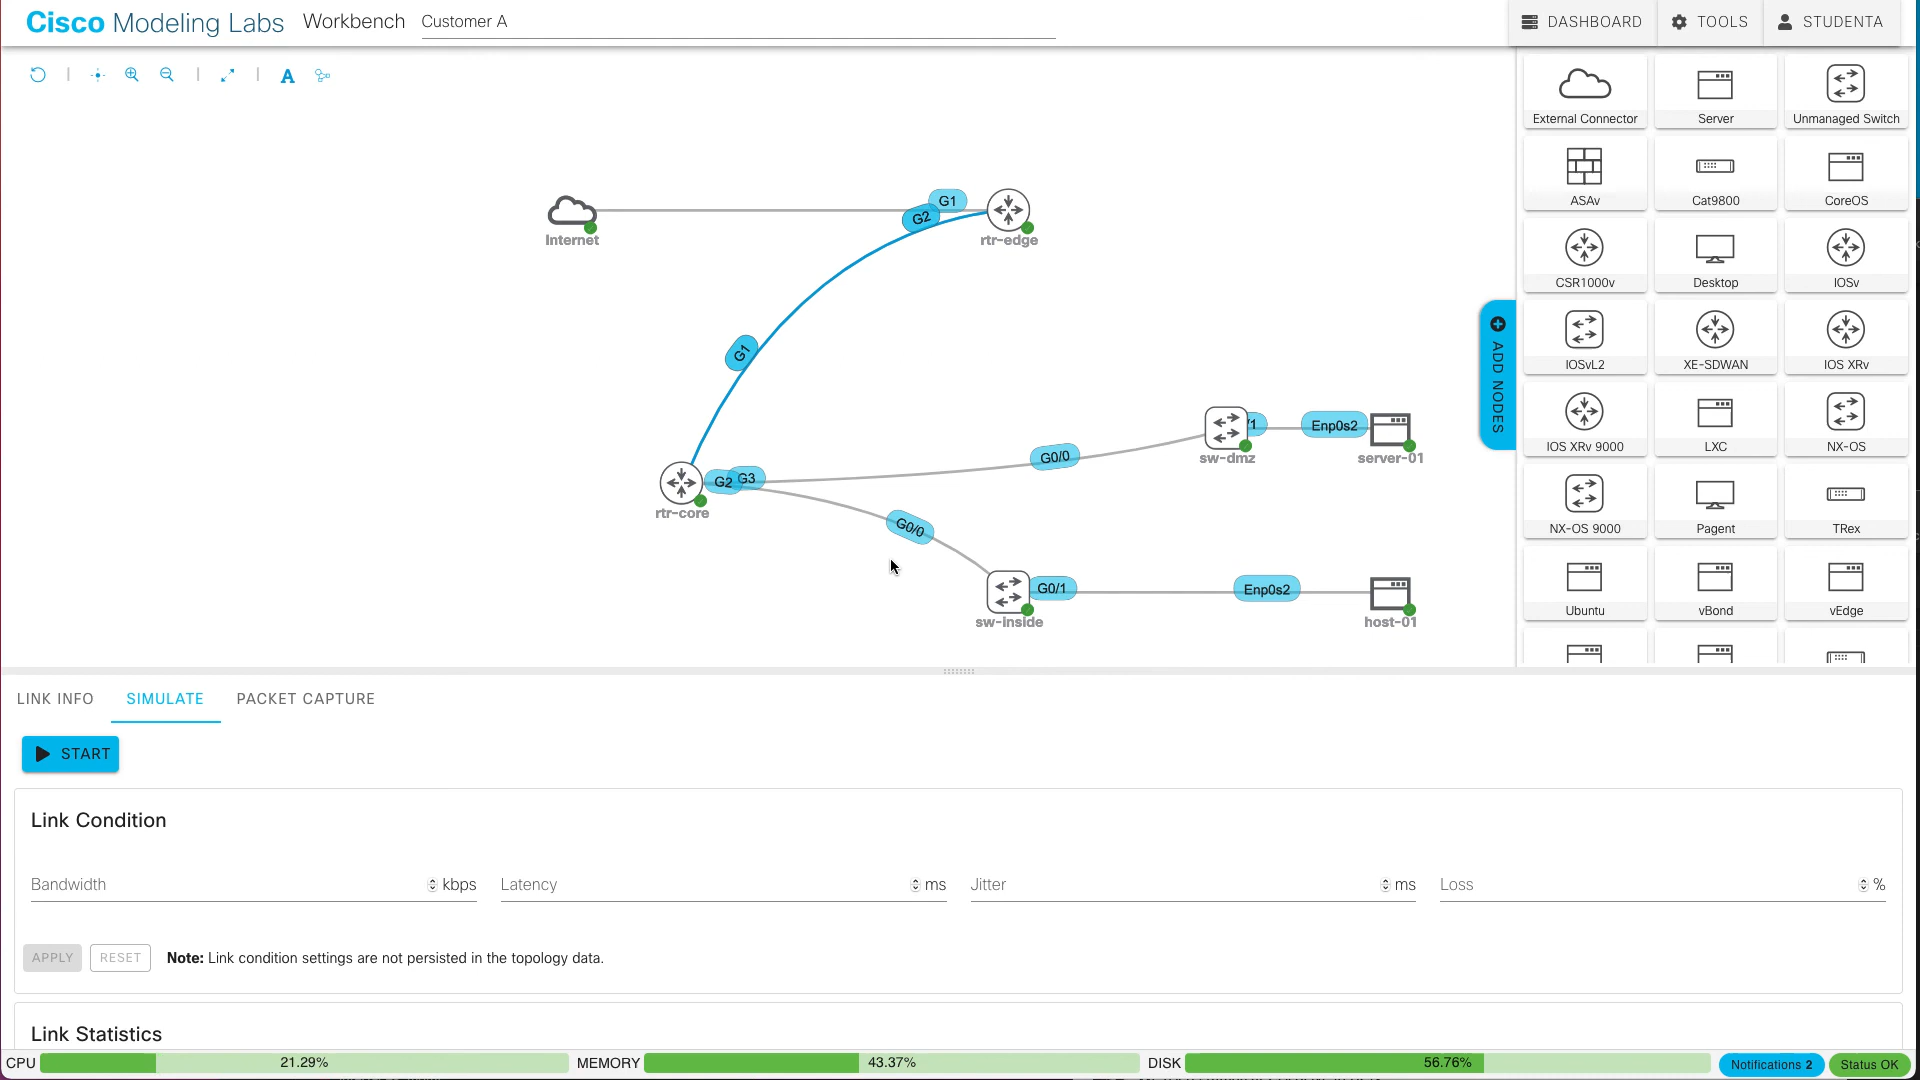 Cisco Modeling Labs Workbench Customer A DASHBOARD TOOLS STUDENTA
A
External Connector Server Unmanaged Switch
ASAv Cat9800 CoreOS
CSR1000v Desktop IOSv
IOSvL2 XE-SDWAN IOS XRv
IOS XRv 9000 LXC NX-OS
NX-OS 9000 Pagent TRex
Ubuntu vBond vEdge
ADD NODES
G1
G2
Internet rtr-edge
G1
/1 Enp0s2
G0/0
sw-dmz server-01
G2 G3
rtr-core
G0/0
G0/1 Enp0s2
sw-inside host-01
LINK INFO SIMULATE PACKET CAPTURE
START
Link Condition
Bandwidth kbps Latency ms Jitter ms Loss %
APPLY RESET Note: Link condition settings are not persisted in the topology data.
Link Statistics
CPU 21.29% MEMORY 43.37% DISK 56.76% Notifications 2 Status OK